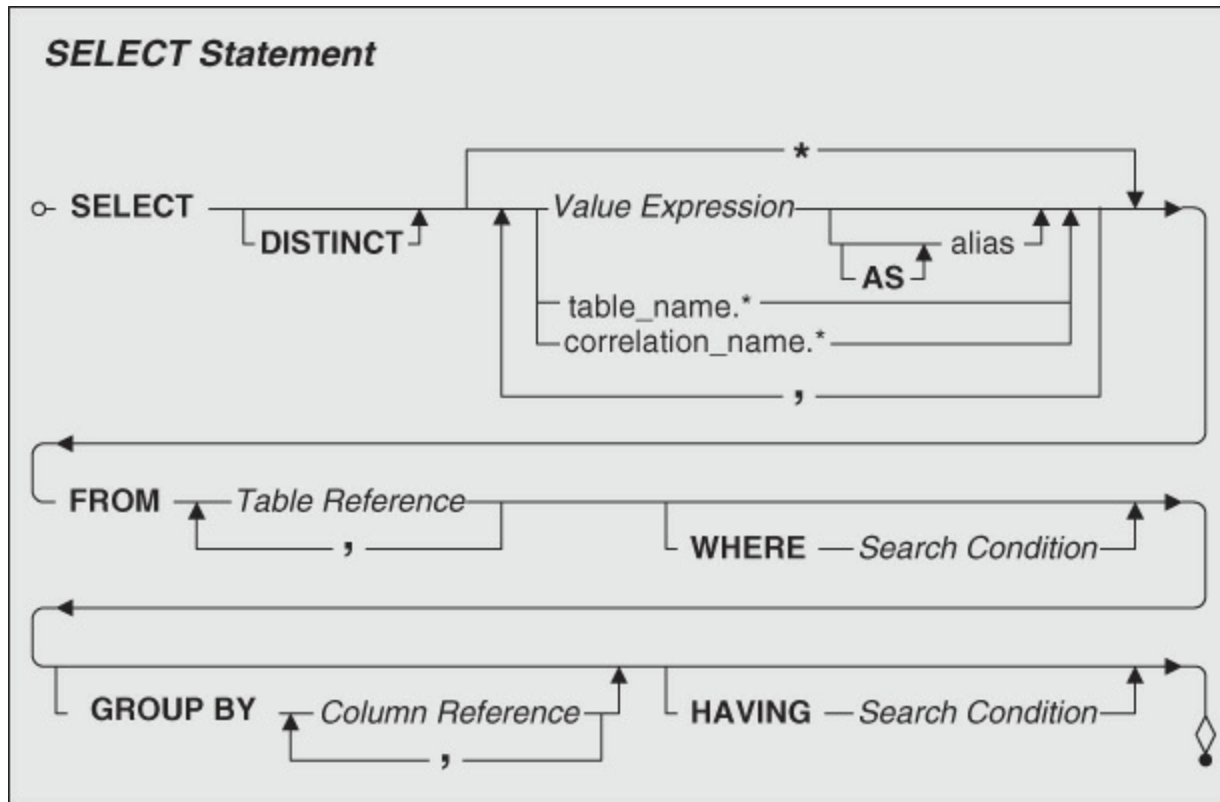 SELECT Statement
*
SELECT Value Expression
DISTINCT alias
AS
table_name.*
correlation_name.*
,
FROM Table Reference
, WHERE Search Condition
GROUP BY Column Reference HAVING Search Condition
,